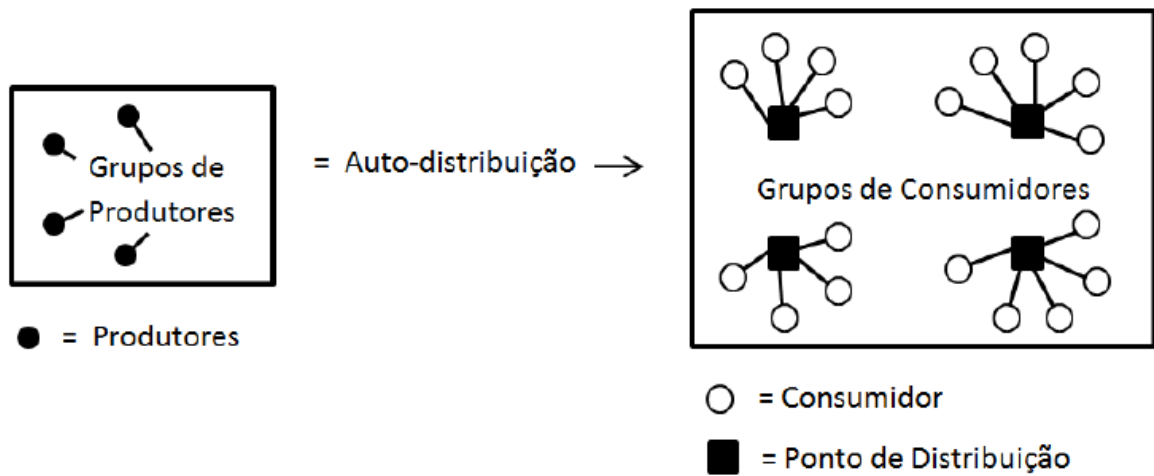 Grupos de
Produtores
= Auto-distribuição
Grupos de Consumidores
= Produtores
= Consumidor
= Ponto de Distribuição